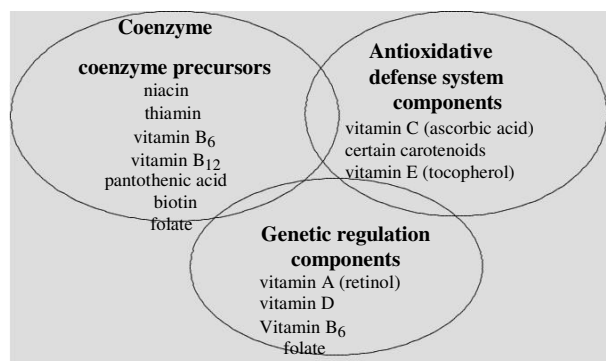 Coenzyme
coenzyme precursors
niacin
thiamin
vitamin B6
vitamin B12
pantothenic acid
biotin
folate
Antioxidative
defense system
components
vitamin C (ascorbic acid)
certain carotenoids
vitamin E (tocopherol)
Genetic regulation
components
vitamin A (retinol)
vitamin D
Vitamin B6
folate